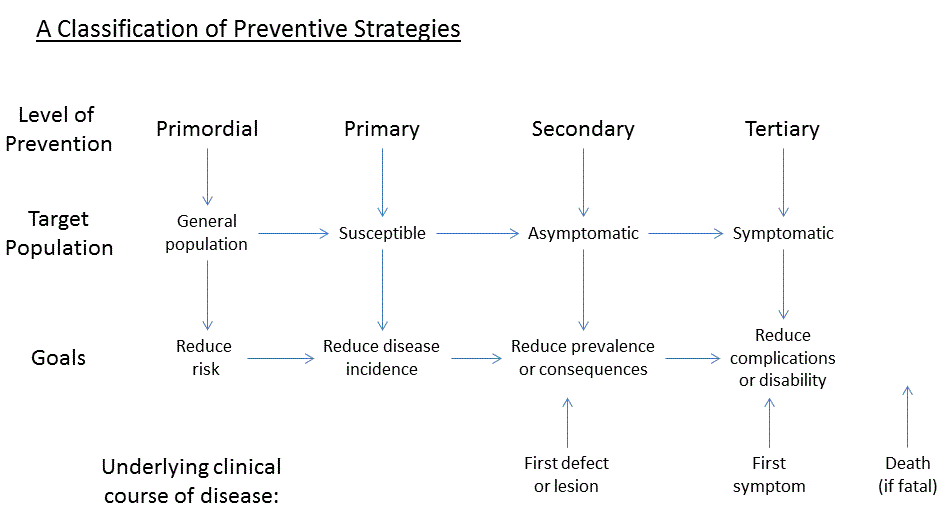 A Classification of Preventive Strategies
Level of
Prevention
Primordial
Primary
Secondary
Tertiary
Target
Population
General
population
Susceptible
Asymptomatic
Symptomatic
Goals
Reduce
risk
Reduce disease
incidence
Reduce prevalence
or consequences
Reduce
complications
or disability
Underlying clinical
course of disease:
First defect
or lesion
First
symptom
Death
(if fatal)